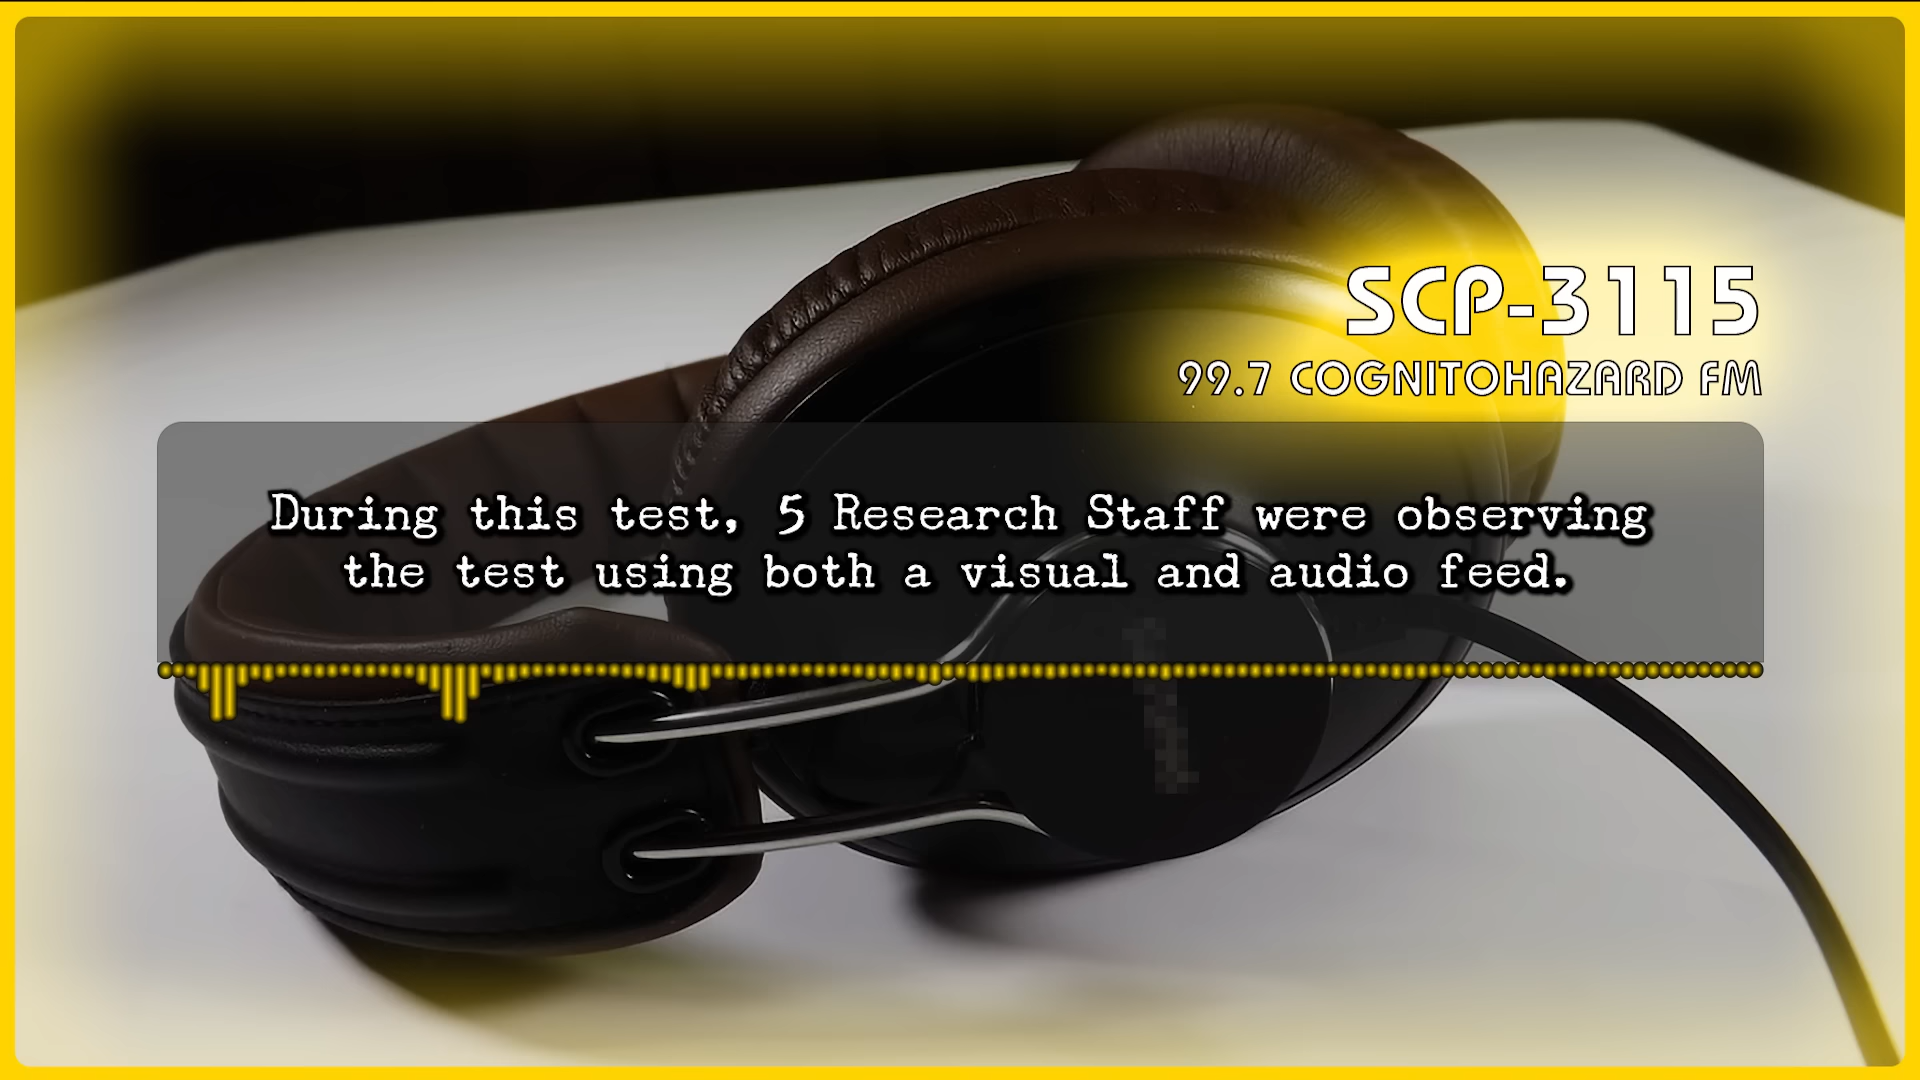 SCP-3115
99.7 COGNITOHAZARD FM
During this test, 5 Research Staff were observing
the test using both a visual and audio feed.